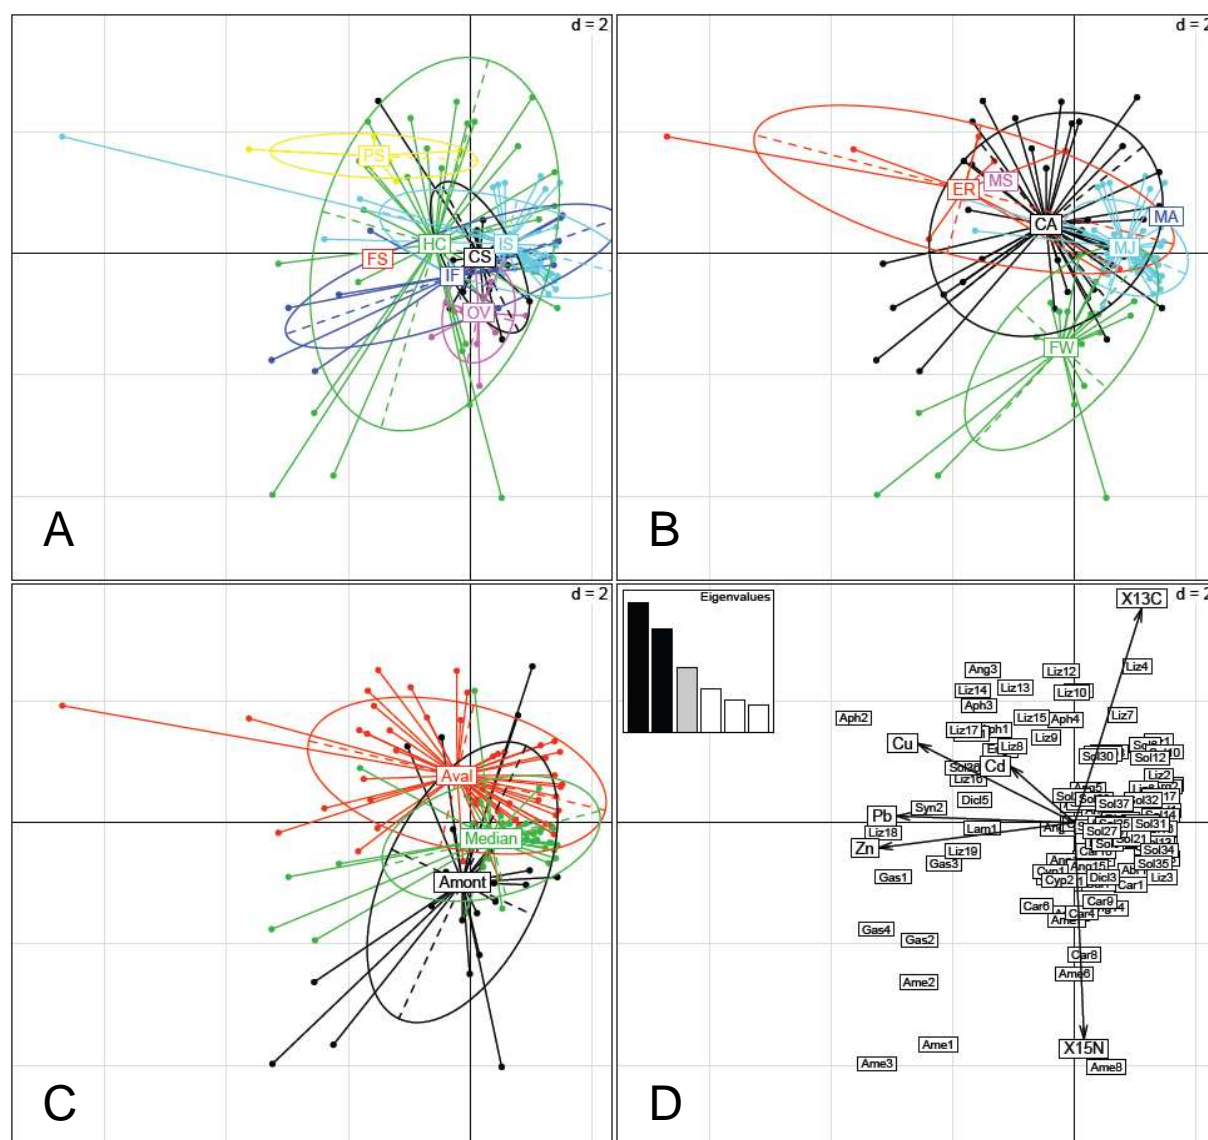 d = 2
PS
HC
IS
FS
CS
IF
OV
A
d = 2
MS
ER
MA
CA
MJ
FW
B
d = 2
Aval
Median
Amont
C
Eigenvalues
X13C
d = 2
Ang3
Liz12
Liz4
Liz14
Liz13
Liz10
Aph3
Aph2
Liz15
Aph4
Liz7
Liz17
Liz9
Cu
Liz8
Sol30
Sol12
Cd
Liz16
Liz2
Dicl5
Sol37
Sol32
Syn2
Pb
Liz18
Lam1
Sol27
Sol31
Zn
Liz19
Sol34
Gas3
Ang15
Sol35
Gas1
Cyp2
Dicl3
Car1
Liz3
Car6
Car9
Car4
Gas4
Gas2
Car8
Ame6
Ame2
Ame1
X15N
Ame3
Ame8
D